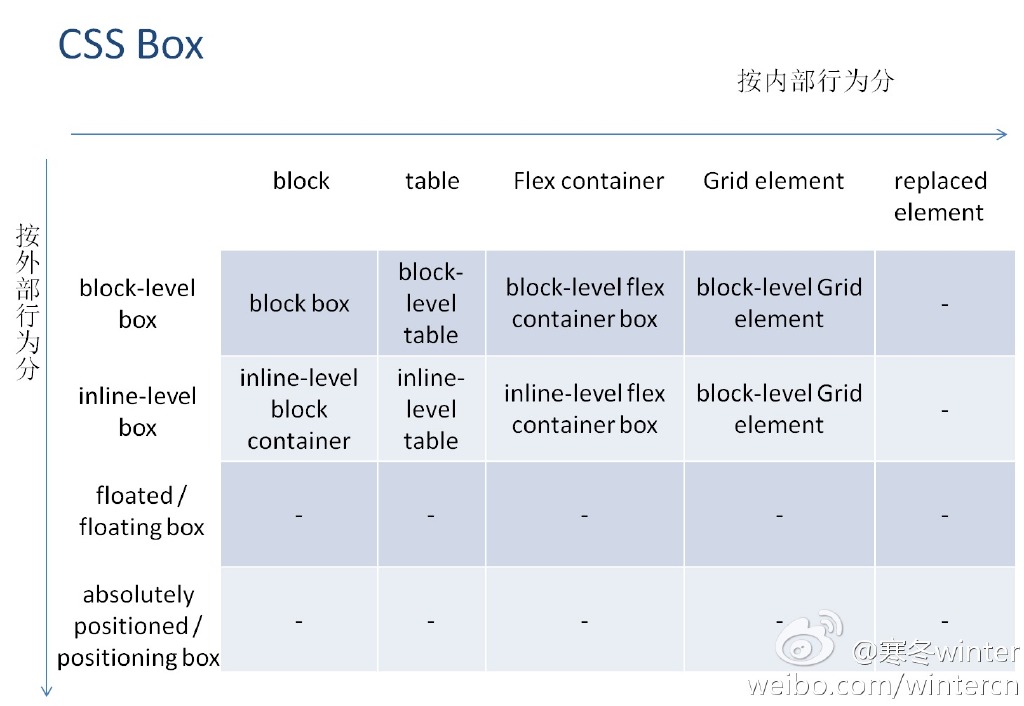 CSS Box
按内部行为分
按外部行为分
block
table
Flex container
Grid element
replaced
element
block-level
box
block box
block-
level
table
block-level flex
container box
block-level Grid
element
-
inline-level
box
inline-level
block
container
inline-
level
table
inline-level flex
container box
block-level Grid
element
-
floated /
floating box
-
-
-
-
-
absolutely
positioned /
positioning box
-
-
-
-
-
@寒冬winter
weibo.com/wintercn